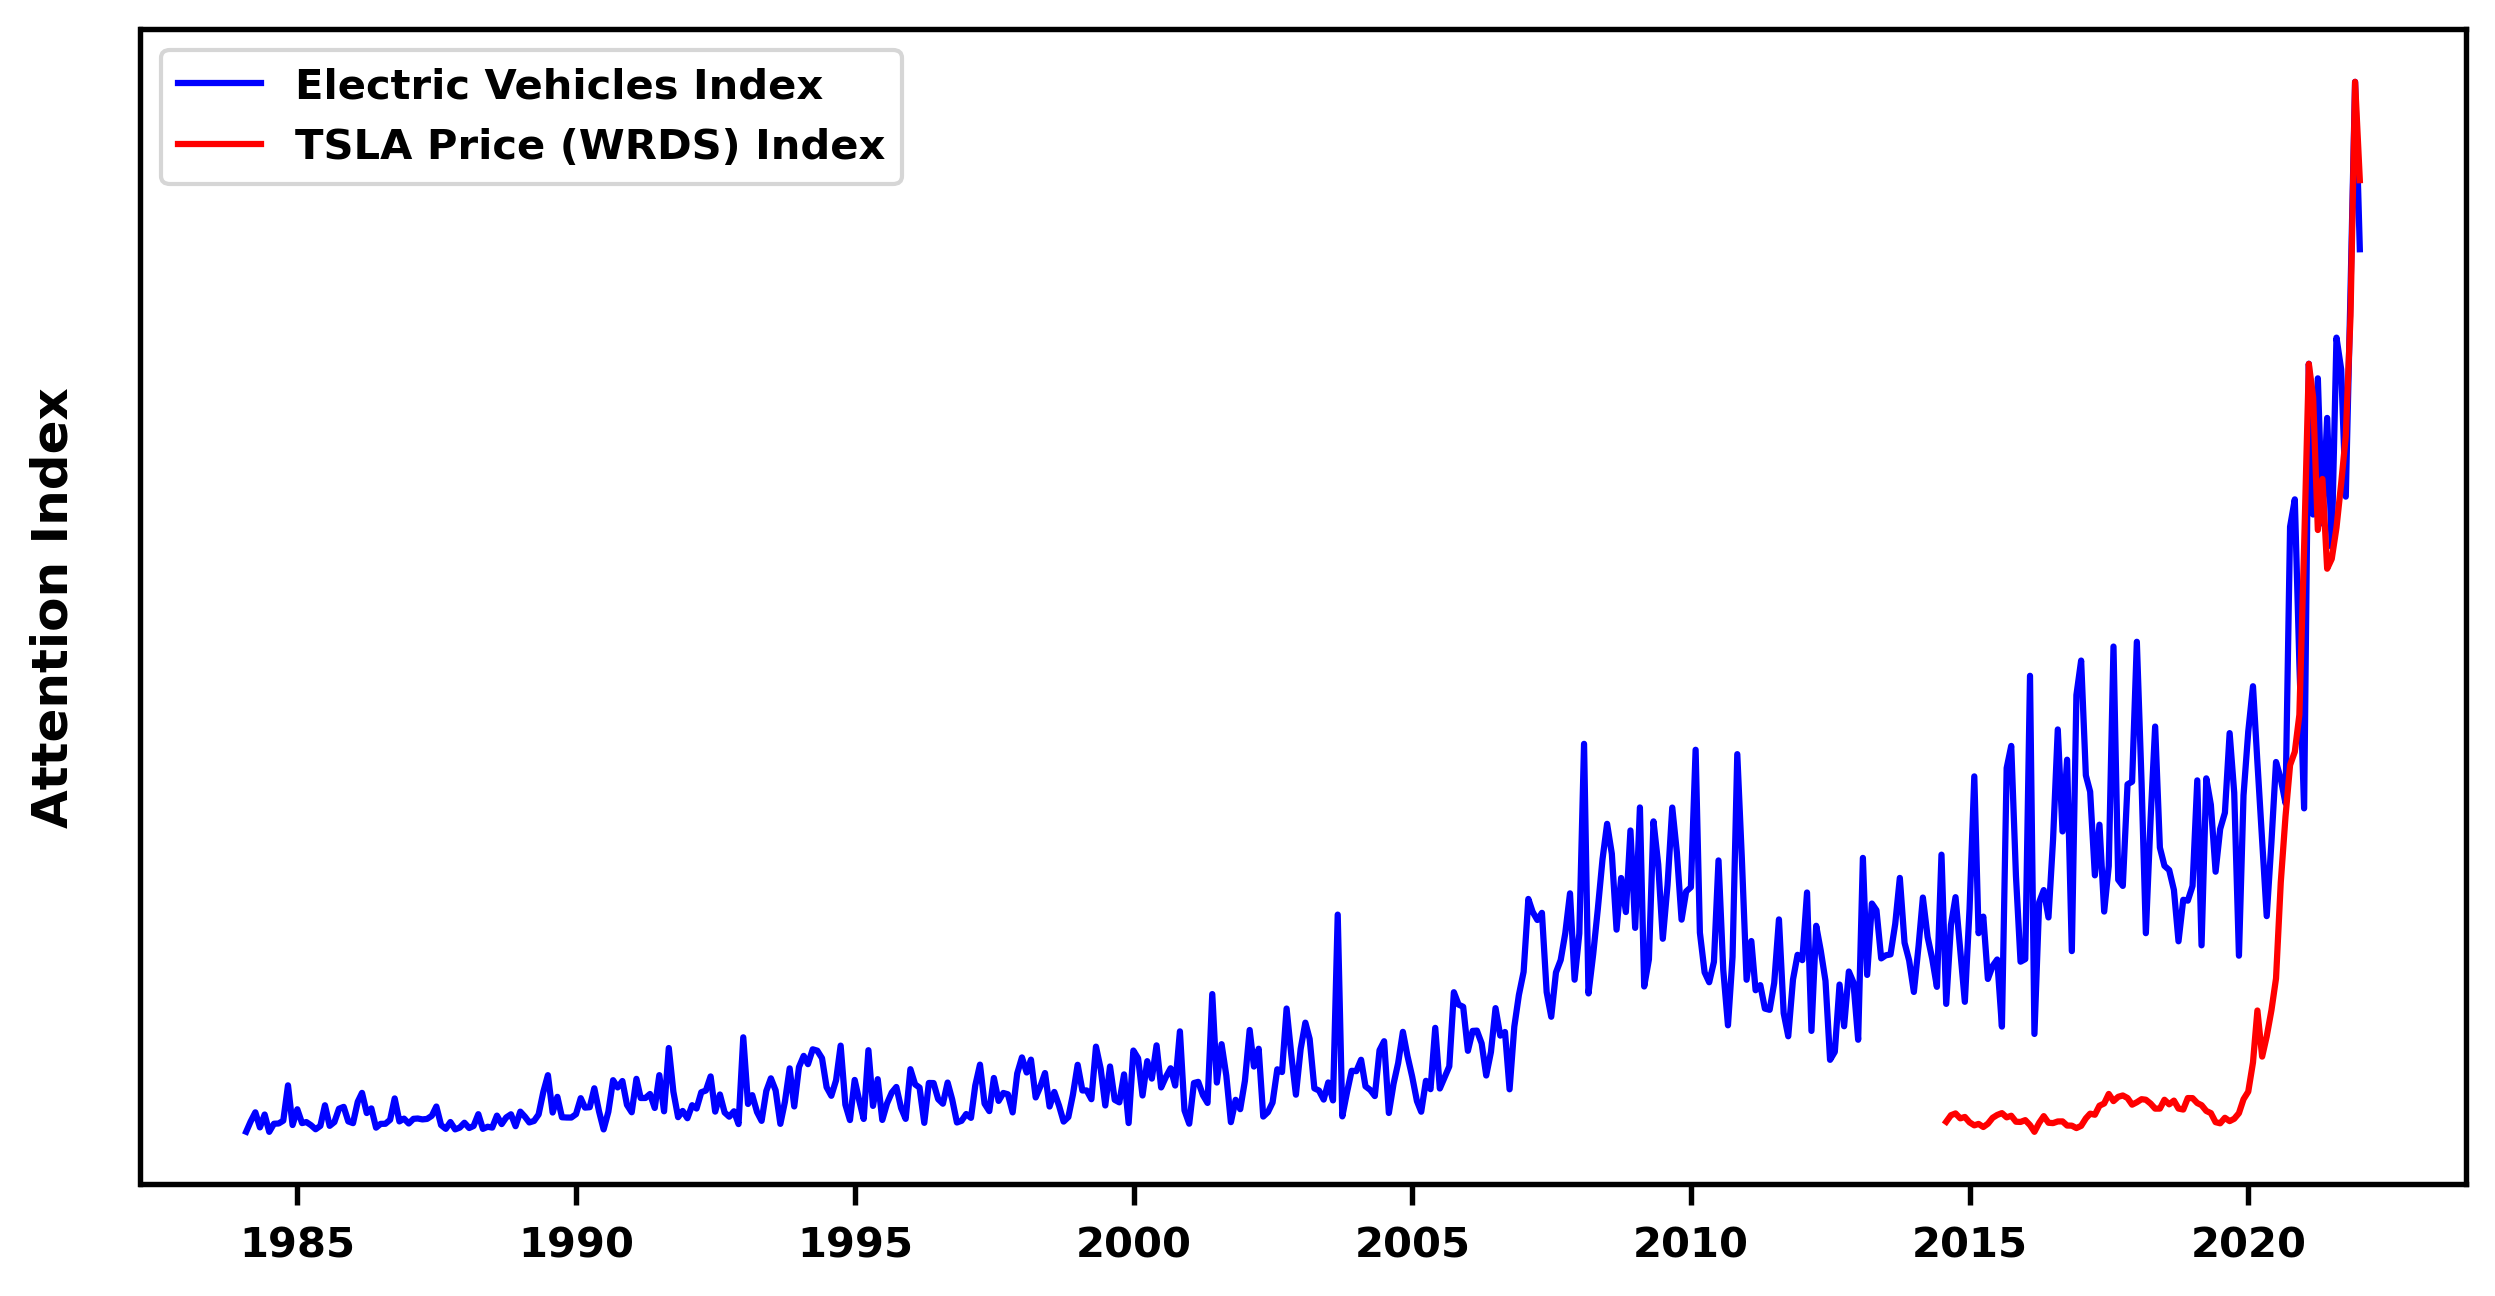 Electric Vehicles Index
TSLA Price (WRDS) Index
Attention Index
1985 1990 1995 2000 2005 2010 2015 2020